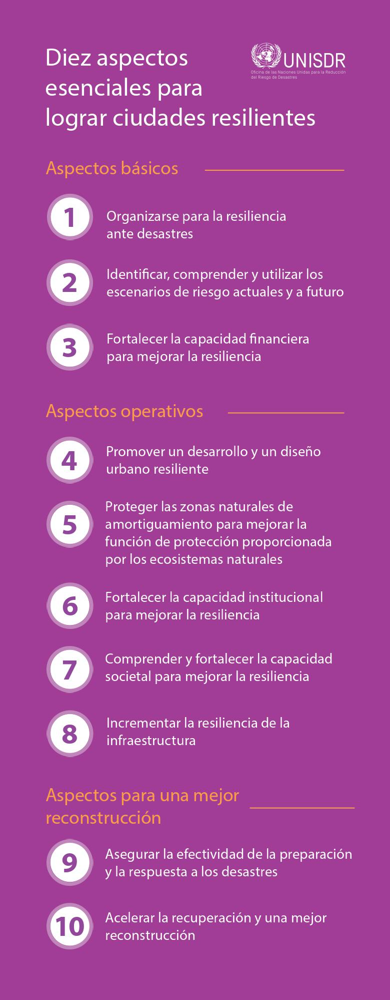 Diez aspectos
esenciales para
lograr ciudades resilientes
UNISDR
Oficina de las Naciones Unidas para la Reducción
del Riesgo de Desastres
Aspectos básicos
1
Organizarse para la resiliencia
ante desastres
2
Identificar, comprender y utilizar los
escenarios de riesgo actuales y a futuro
3
Fortalecer la capacidad financiera
para mejorar la resiliencia
Aspectos operativos
4
Promover un desarrollo y un diseño
urbano resiliente
5
Proteger las zonas naturales de
amortiguamiento para mejorar la
función de protección proporcionada
por los ecosistemas naturales
6
Fortalecer la capacidad institucional
para mejorar la resiliencia
7
Comprender y fortalecer la capacidad
societal para mejorar la resiliencia
8
Incrementar la resiliencia de la
infraestructura
Aspectos para una mejor
reconstrucción
9
Asegurar la efectividad de la preparación
y la respuesta a los desastres
10
Acelerar la recuperación y una mejor
reconstrucción